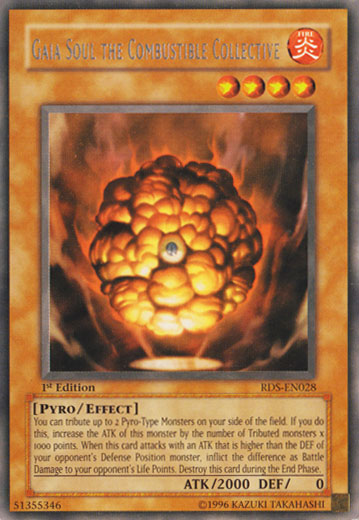 GAIA SOUL THE COMBUSTIBLE COLLECTIVE
FIRE
炎
1st Edition
RDS-EN028
[PYRO/EFFECT]
You can tribute up to 2 Pyro-Type Monsters on your side of the field. If you do
this, increase the ATK of this monster by the number of Tributed monsters x
1000 points. When this card attacks with an ATK that is higher than the DEF of
your opponent's Defense Position monster, inflict the difference as Battle
Damage to your opponent's Life Points. Destroy this card during the End Phase.
ATK/2000 DEF/ 0
51355346
©1996 KAZUKI TAKAHASHI